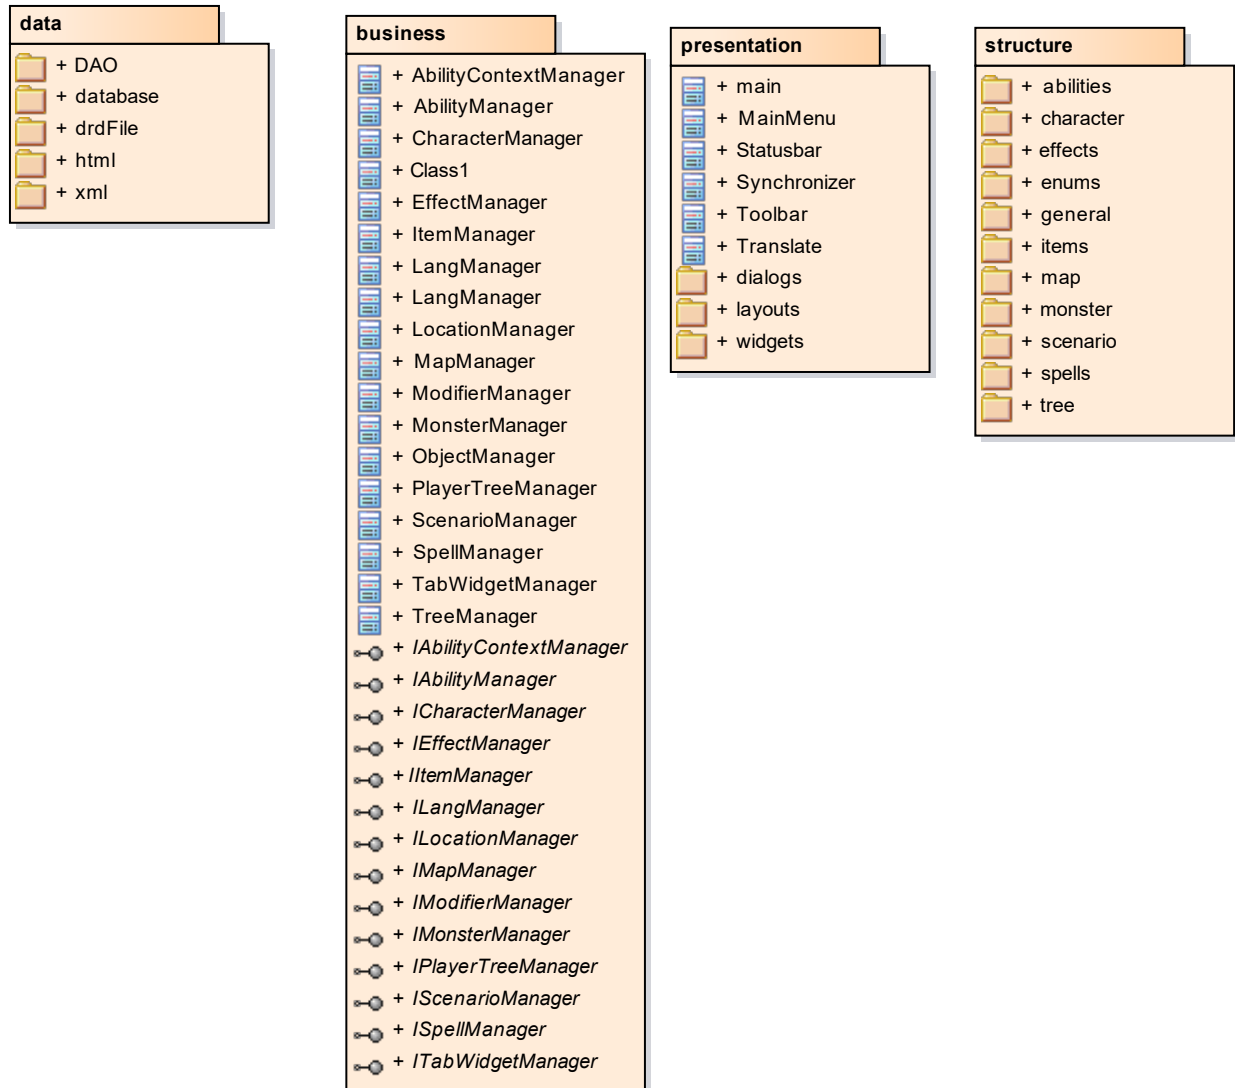 data
+ DAO
+ database
+ drdFile
+ html
+ xml
business
+ AbilityContextManager
+ AbilityManager
+ CharacterManager
+ Class1
+ EffectManager
+ ItemManager
+ LangManager
+ LangManager
+ LocationManager
+ MapManager
+ ModifierManager
+ MonsterManager
+ ObjectManager
+ PlayerTreeManager
+ ScenarioManager
+ SpellManager
+ TabWidgetManager
+ TreeManager
+ IAbilityContextManager
+ IAbilityManager
+ ICharacterManager
+ IEffectManager
+ IItemManager
+ ILangManager
+ ILocationManager
+ IMapManager
+ IModifierManager
+ IMonsterManager
+ IPlayerTreeManager
+ IScenarioManager
+ ISpellManager
+ ITabWidgetManager
presentation
+ main
+ MainMenu
+ Statusbar
+ Synchronizer
+ Toolbar
+ Translate
+ dialogs
+ layouts
+ widgets
structure
+ abilities
+ character
+ effects
+ enums
+ general
+ items
+ map
+ monster
+ scenario
+ spells
+ tree